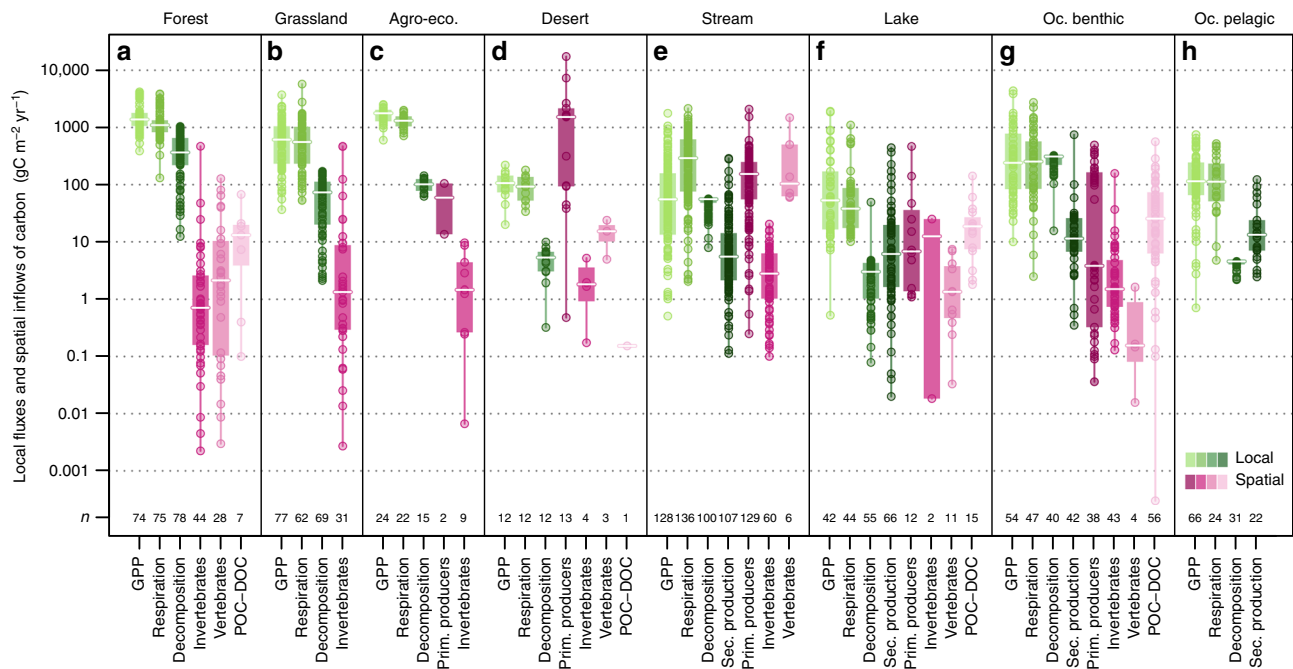 Forest Grassland Agro-eco. Desert Stream Lake Oc. benthic Oc. pelagic
a b c d e f g h
Local fluxes and spatial inflows of carbon (gC m−2 yr−1)
10,000
1000
100
10
1
0.1
0.01
0.001
Local
Spatial
n 74 75 78 44 28 7 77 62 69 31 24 22 15 2 9 12 12 12 13 4 3 1 128 136 100 107 129 60 6 42 44 55 66 12 2 11 15 54 47 40 42 38 43 4 56 66 24 31 22
GPP
Respiration
Decomposition
Invertebrates
Vertebrates
POC–DOC
GPP
Respiration
Decomposition
Invertebrates
GPP
Respiration
Decomposition
Prim. producers
Invertebrates
GPP
Respiration
Decomposition
Prim. producers
Invertebrates
Vertebrates
POC–DOC
GPP
Respiration
Decomposition
Sec. production
Prim. producers
Invertebrates
Vertebrates
GPP
Respiration
Decomposition
Sec. production
Prim. producers
Invertebrates
Vertebrates
POC–DOC
GPP
Respiration
Decomposition
Sec. production
Prim. producers
Invertebrates
Vertebrates
POC–DOC
GPP
Respiration
Decomposition
Sec. production